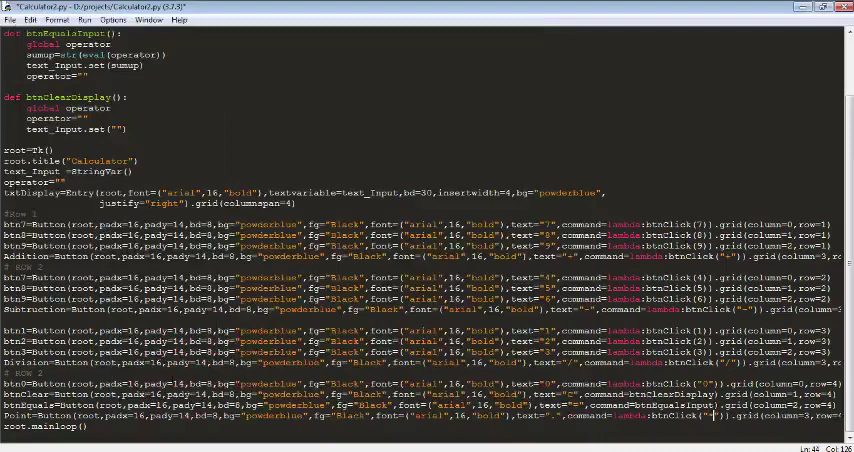 *Calculator2.py - D:/projects/Calculator2.py (3.7.3)*
File Edit Format Run Options Window Help
def btnEqualsInput():
global operator
sumup=str(eval(operator))
text_Input.set(sumup)
operator=""
def btnClearDisplay():
global operator
operator=""
text_Input.set("")
root=Tk()
root.title("Calculator")
text_Input =StringVar()
operator=""
txtDisplay=Entry(root,font=("arial",16,"bold"),textvariable=text_Input,bd=30,insertwidth=4,bg="powderblue",
justify="right").grid(columnspan=4)
#Row 1
btn7=Button(root,padx=16,pady=14,bd=8,bg="powderblue",fg="Black",font=("arial",16,"bold"),text="7",command=lambda:btnClick(7)).grid(column=0,row=1)
btn8=Button(root,padx=16,pady=14,bd=8,bg="powderblue",fg="Black",font=("arial",16,"bold"),text="8",command=lambda:btnClick(8)).grid(column=1,row=1)
btn9=Button(root,padx=16,pady=14,bd=8,bg="powderblue",fg="Black",font=("arial",16,"bold"),text="9",command=lambda:btnClick(9)).grid(column=2,row=1)
Addition=Button(root,padx=16,pady=14,bd=8,bg="powderblue",fg="Black",font=("arial",16,"bold"),text="+",command=lambda:btnClick("+")).grid(column=3,ro
# ROW 2
btn7=Button(root,padx=16,pady=14,bd=8,bg="powderblue",fg="Black",font=("arial",16,"bold"),text="4",command=lambda:btnClick(4)).grid(column=0,row=2)
btn8=Button(root,padx=16,pady=14,bd=8,bg="powderblue",fg="Black",font=("arial",16,"bold"),text="5",command=lambda:btnClick(5)).grid(column=1,row=2)
btn9=Button(root,padx=16,pady=14,bd=8,bg="powderblue",fg="Black",font=("arial",16,"bold"),text="6",command=lambda:btnClick(6)).grid(column=2,row=2)
Subtruction=Button(root,padx=16,pady=14,bd=8,bg="powderblue",fg="Black",font=("arial",16,"bold"),text="-",command=lambda:btnClick("-")).grid(column=3
btn1=Button(root,padx=16,pady=14,bd=8,bg="powderblue",fg="Black",font=("arial",16,"bold"),text="1",command=lambda:btnClick(1)).grid(column=0,row=3)
btn2=Button(root,padx=16,pady=14,bd=8,bg="powderblue",fg="Black",font=("arial",16,"bold"),text="2",command=lambda:btnClick(2)).grid(column=1,row=3)
btn3=Button(root,padx=16,pady=14,bd=8,bg="powderblue",fg="Black",font=("arial",16,"bold"),text="3",command=lambda:btnClick(3)).grid(column=2,row=3)
Division=Button(root,padx=16,pady=14,bd=8,bg="powderblue",fg="Black",font=("arial",16,"bold"),text="/",command=lambda:btnClick("/")).grid(column=3,ro
# ROW 2
btn0=Button(root,padx=16,pady=14,bd=8,bg="powderblue",fg="Black",font=("arial",16,"bold"),text="0",command=lambda:btnClick("0")).grid(column=0,row=4)
btnClear=Button(root,padx=16,pady=14,bd=8,bg="powderblue",fg="Black",font=("arial",16,"bold"),text="C",command=btnClearDisplay).grid(column=1,row=4)
btnEquals=Button(root,padx=16,pady=14,bd=8,bg="powderblue",fg="Black",font=("arial",16,"bold"),text="=",command=btnEqualsInput).grid(column=2,row=4)
Point=Button(root,padx=16,pady=14,bd=8,bg="powderblue",fg="Black",font=("arial",16,"bold"),text=".",command=lambda:btnClick("*")).grid(column=3,row=4
root.mainloop()
Ln: 44 Col: 126